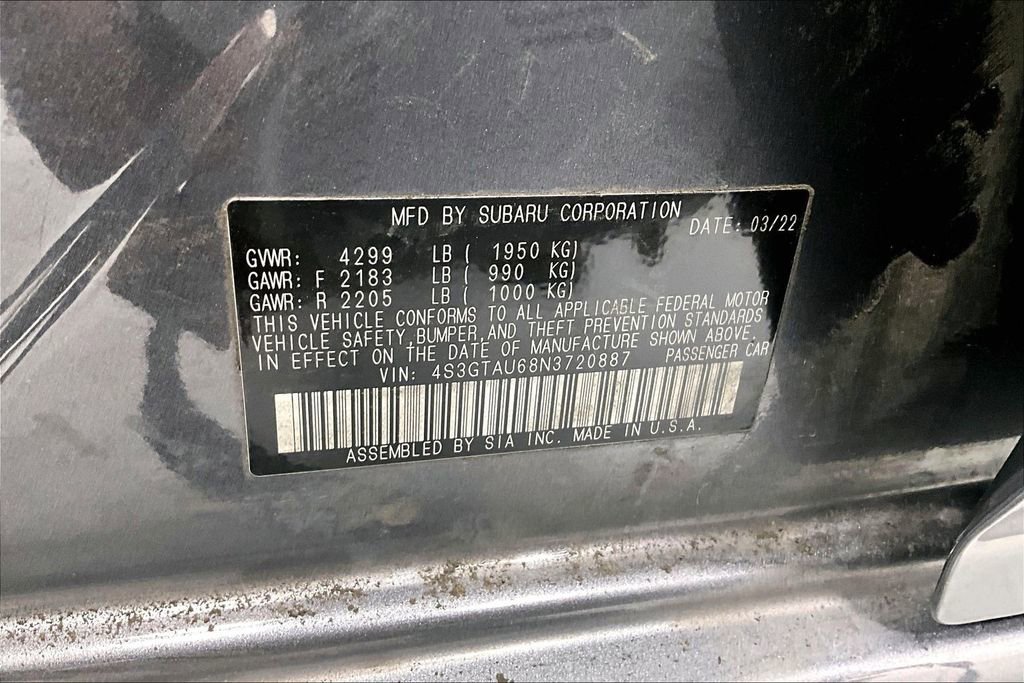 MFD BY SUBARU CORPORATION DATE: 03/22
GVWR: 4299 LB ( 1950 KG)
GAWR: F 2183 LB ( 990 KG)
GAWR: R 2205 LB ( 1000 KG)
THIS VEHICLE CONFORMS TO ALL APPLICABLE FEDERAL MOTOR
VEHICLE SAFETY,BUMPER,AND THEFT PREVENTION STANDARDS
IN EFFECT ON THE DATE OF MANUFACTURE SHOWN ABOVE.
VIN: 4S3GTAU68N3720887 PASSENGER CAR
ASSEMBLED BY SIA INC. MADE IN U.S.A.